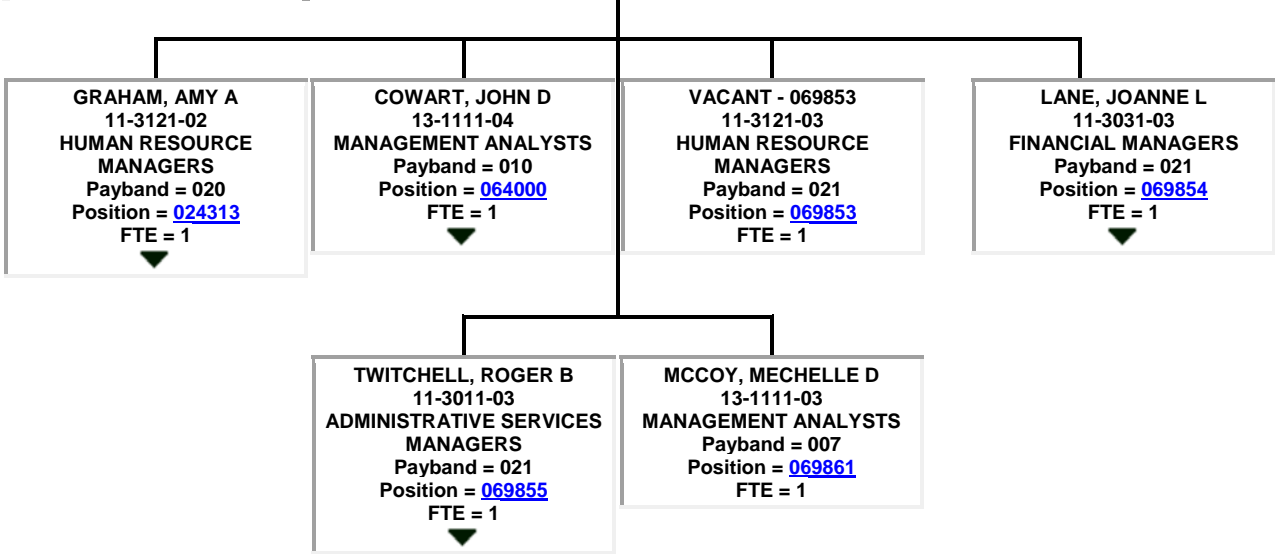 GRAHAM, AMY A
11-3121-02
HUMAN RESOURCE
MANAGERS
Payband = 020
Position = 024313
FTE = 1
COWART, JOHN D
13-1111-04
MANAGEMENT ANALYSTS
Payband = 010
Position = 064000
FTE = 1
VACANT - 069853
11-3121-03
HUMAN RESOURCE
MANAGERS
Payband = 021
Position = 069853
FTE = 1
LANE, JOANNE L
11-3031-03
FINANCIAL MANAGERS
Payband = 021
Position = 069854
FTE = 1
TWITCHELL, ROGER B
11-3011-03
ADMINISTRATIVE SERVICES
MANAGERS
Payband = 021
Position = 069855
FTE = 1
MCCOY, MECHELLE D
13-1111-03
MANAGEMENT ANALYSTS
Payband = 007
Position = 069861
FTE = 1